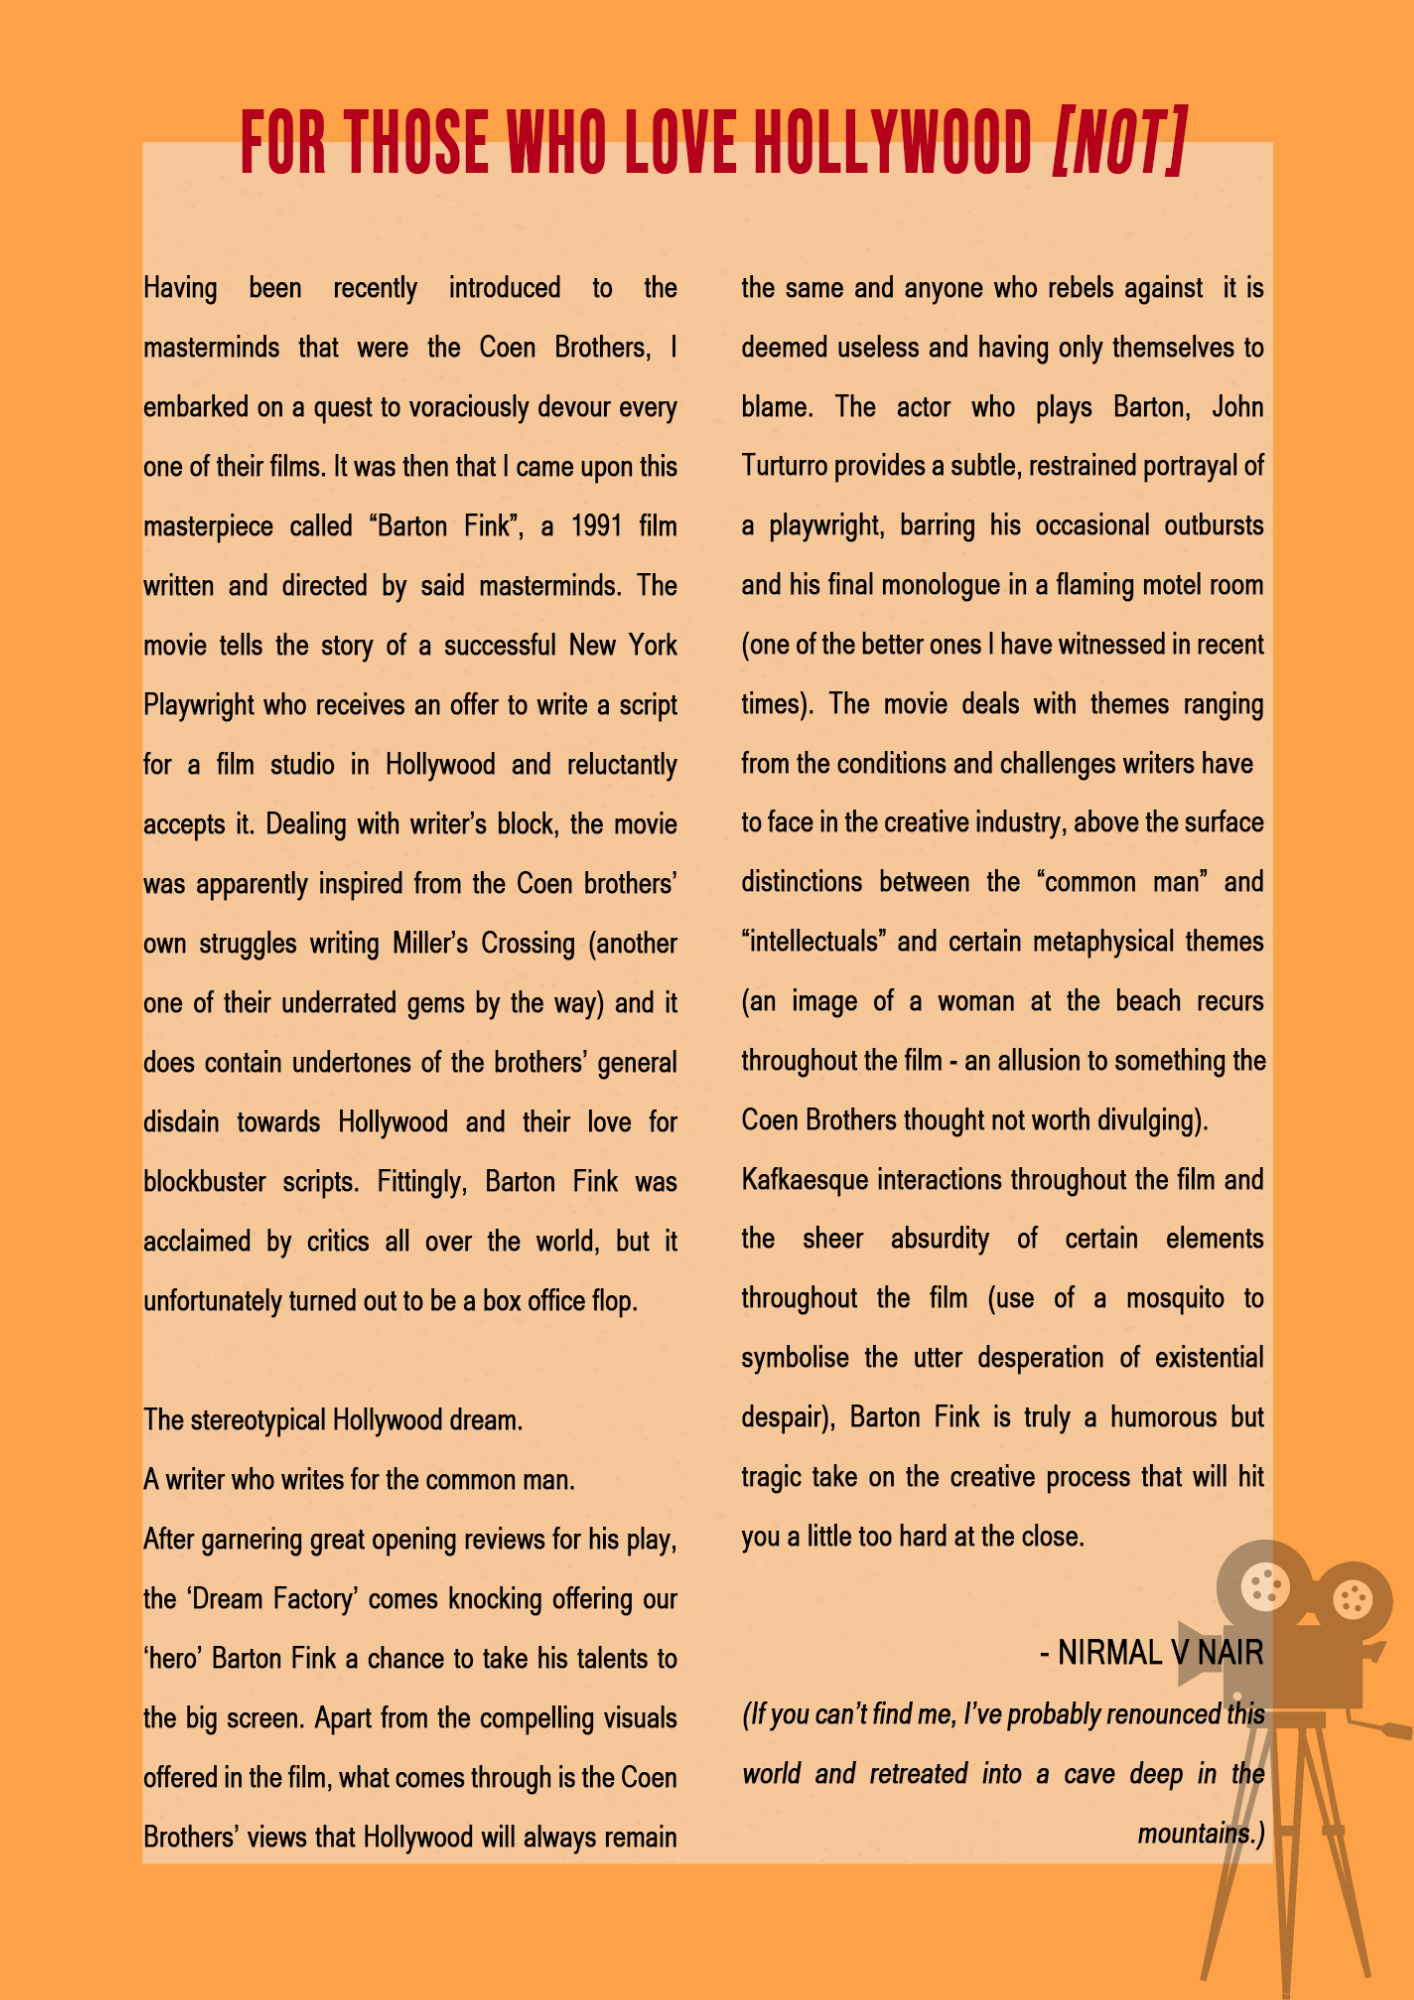 FOR THOSE WHO LOVE HOLLYWOOD [NOT]
Having been recently introduced to the
masterminds that were the Coen Brothers, I
embarked on a quest to voraciously devour every
one of their films. It was then that I came upon this
masterpiece called “Barton Fink”, a 1991 film
written and directed by said masterminds. The
movie tells the story of a successful New York
Playwright who receives an offer to write a script
for a film studio in Hollywood and reluctantly
accepts it. Dealing with writer’s block, the movie
was apparently inspired from the Coen brothers’
own struggles writing Miller’s Crossing (another
one of their underrated gems by the way) and it
does contain undertones of the brothers’ general
disdain towards Hollywood and their love for
blockbuster scripts. Fittingly, Barton Fink was
acclaimed by critics all over the world, but it
unfortunately turned out to be a box office flop.
The stereotypical Hollywood dream.
A writer who writes for the common man.
After garnering great opening reviews for his play,
the ‘Dream Factory’ comes knocking offering our
‘hero’ Barton Fink a chance to take his talents to
the big screen. Apart from the compelling visuals
offered in the film, what comes through is the Coen
Brothers’ views that Hollywood will always remain
the same and anyone who rebels against it is
deemed useless and having only themselves to
blame. The actor who plays Barton, John
Turturro provides a subtle, restrained portrayal of
a playwright, barring his occasional outbursts
and his final monologue in a flaming motel room
(one of the better ones I have witnessed in recent
times). The movie deals with themes ranging
from the conditions and challenges writers have
to face in the creative industry, above the surface
distinctions between the “common man” and
“intellectuals” and certain metaphysical themes
(an image of a woman at the beach recurs
throughout the film - an allusion to something the
Coen Brothers thought not worth divulging).
Kafkaesque interactions throughout the film and
the sheer absurdity of certain elements
throughout the film (use of a mosquito to
symbolise the utter desperation of existential
despair), Barton Fink is truly a humorous but
tragic take on the creative process that will hit
you a little too hard at the close.
- NIRMAL V NAIR
(If you can’t find me, I’ve probably renounced this
world and retreated into a cave deep in the
mountains.)